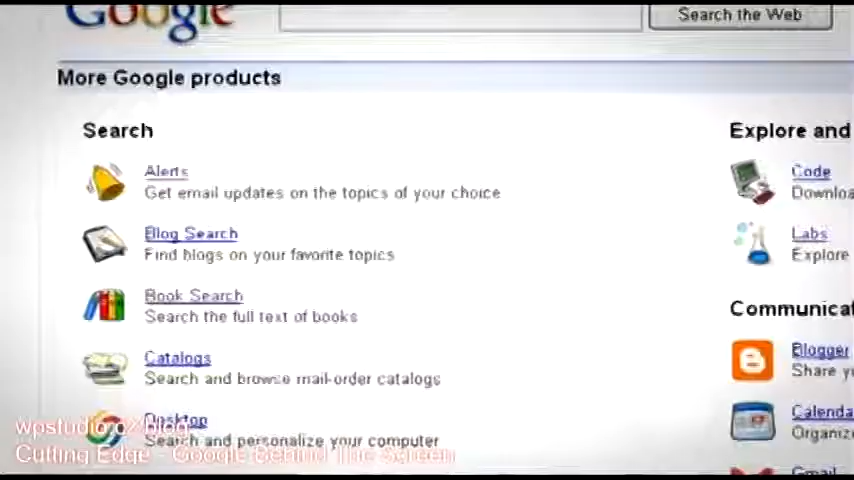 Google
Search the Web
More Google products
Search
Explore and
Alerts
Get email updates on the topics of your choice
Code
Downloa
Blog Search
Find blogs on your favorite topics
Labs
Explore
Book Search
Search the full text of books
Communicat
Catalogs
Search and browse mail-order catalogs
Blogger
Share y
Desktop
Search and personalize your computer
Calenda
Organiz
Gmail
wpstudio.cz/blog
Cutting Edge - Google Behind The Screen